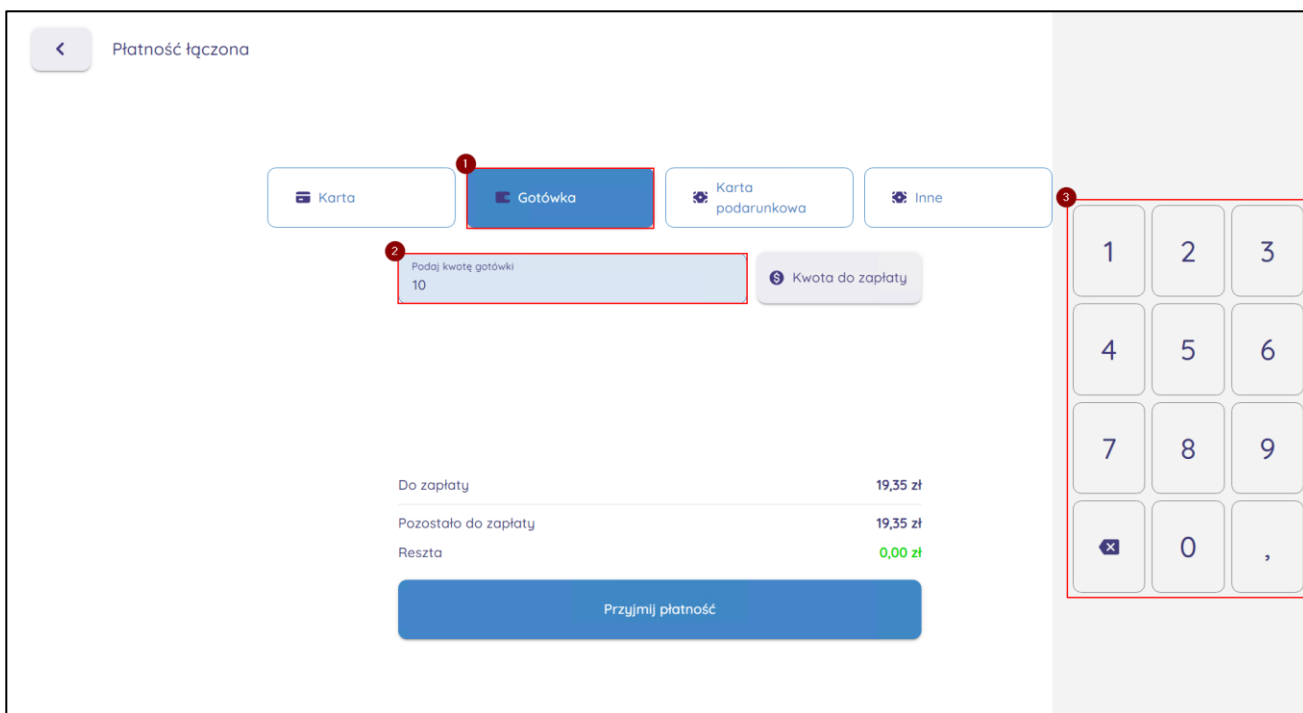 Płatność łączona
1
Karta
Gotówka
Karta
podarunkowa
Inne
2
Podaj kwotę gotówki
10
Kwota do zapłaty
3
1 2 3
4 5 6
7 8 9
0 ,
Do zapłaty 19,35 zł
Pozostało do zapłaty 19,35 zł
Reszta 0,00 zł
Przyjmij płatność